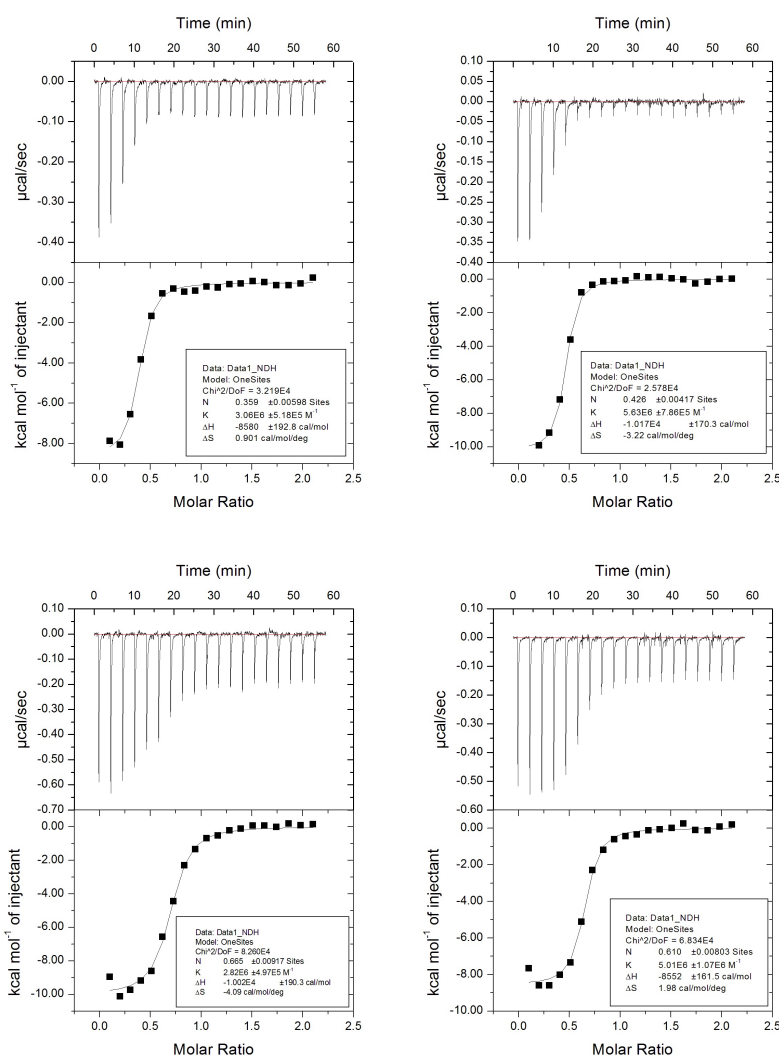 Time (min)
0 10 20 30 40 50 60
0.00
-0.10
-0.20
-0.30
-0.40
µcal/sec
0.00
-2.00
-4.00
-6.00
-8.00
kcal mol⁻¹ of injectant
Data: Data1_NDH
Model: OneSites
Chi^2/DoF = 3.219E4
N 0.359 ±0.00598 Sites
K 3.06E6 ±5.18E5 M⁻¹
ΔH -8580 ±192.8 cal/mol
ΔS 0.901 cal/mol/deg
0.0 0.5 1.0 1.5 2.0 2.5
Molar Ratio
Time (min)
0 10 20 30 40 50 60
0.10
0.05
0.00
-0.05
-0.10
-0.15
-0.20
-0.25
-0.30
-0.35
-0.40
µcal/sec
0.00
-2.00
-4.00
-6.00
-8.00
-10.00
kcal mol⁻¹ of injectant
Data: Data1_NDH
Model: OneSites
Chi^2/DoF = 2.578E4
N 0.426 ±0.00417 Sites
K 5.63E6 ±7.86E5 M⁻¹
ΔH -1.017E4 ±170.3 cal/mol
ΔS -3.22 cal/mol/deg
0.0 0.5 1.0 1.5 2.0 2.5
Molar Ratio
Time (min)
0 10 20 30 40 50 60
0.10
0.00
-0.10
-0.20
-0.30
-0.40
-0.50
-0.60
-0.70
µcal/sec
0.00
-2.00
-4.00
-6.00
-8.00
-10.00
kcal mol⁻¹ of injectant
Data: Data1_NDH
Model: OneSites
Chi^2/DoF = 8.260E4
N 0.665 ±0.00917 Sites
K 2.82E6 ±4.97E5 M⁻¹
ΔH -1.002E4 ±190.3 cal/mol
ΔS -4.09 cal/mol/deg
0.0 0.5 1.0 1.5 2.0 2.5
Molar Ratio
Time (min)
0 10 20 30 40 50 60
0.10
0.00
-0.10
-0.20
-0.30
-0.40
-0.50
-0.60
µcal/sec
0.00
-2.00
-4.00
-6.00
-8.00
-10.00
kcal mol⁻¹ of injectant
Data: Data1_NDH
Model: OneSites
Chi^2/DoF = 6.834E4
N 0.610 ±0.00803 Sites
K 5.01E6 ±1.07E6 M⁻¹
ΔH -8552 ±161.5 cal/mol
ΔS 1.98 cal/mol/deg
0.0 0.5 1.0 1.5 2.0 2.5
Molar Ratio